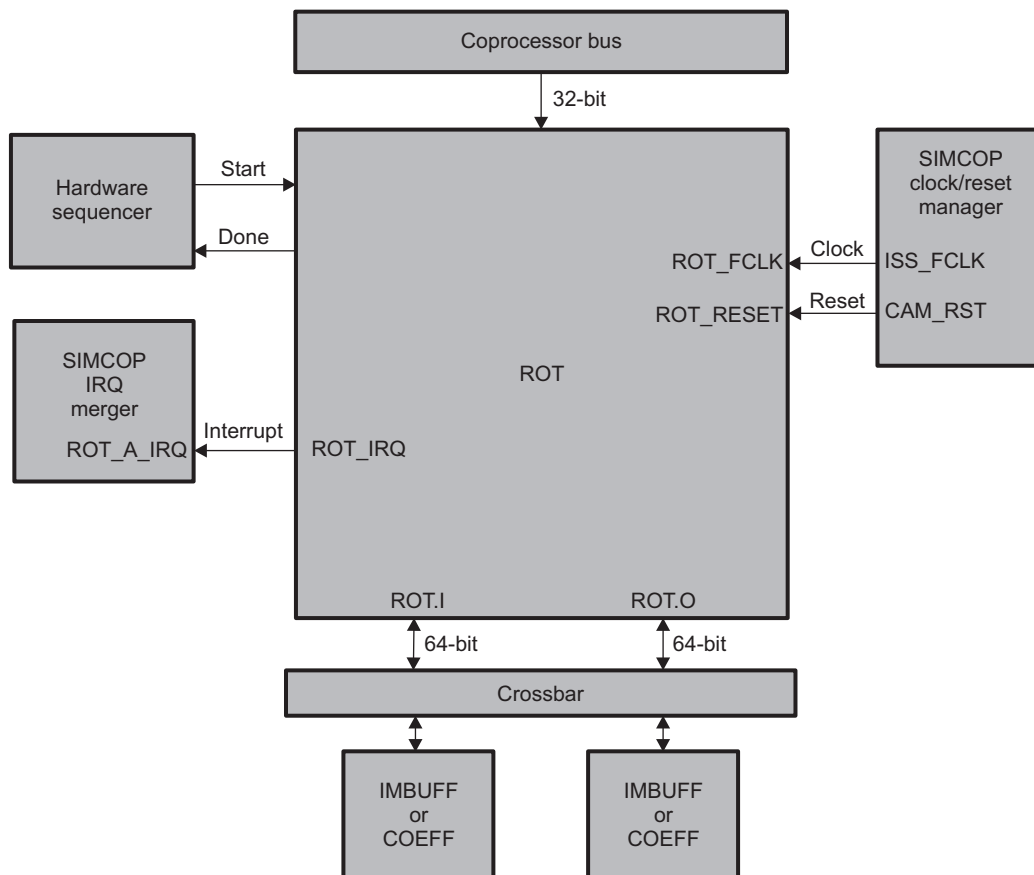 Coprocessor bus
32-bit
Hardware
sequencer
Start
Done
SIMCOP
clock/reset
manager
ISS_FCLK
CAM_RST
Clock
Reset
ROT_FCLK
ROT_RESET
ROT
SIMCOP
IRQ
merger
ROT_A_IRQ
Interrupt
ROT_IRQ
ROT.I
ROT.O
64-bit
64-bit
Crossbar
IMBUFF
or
COEFF
IMBUFF
or
COEFF